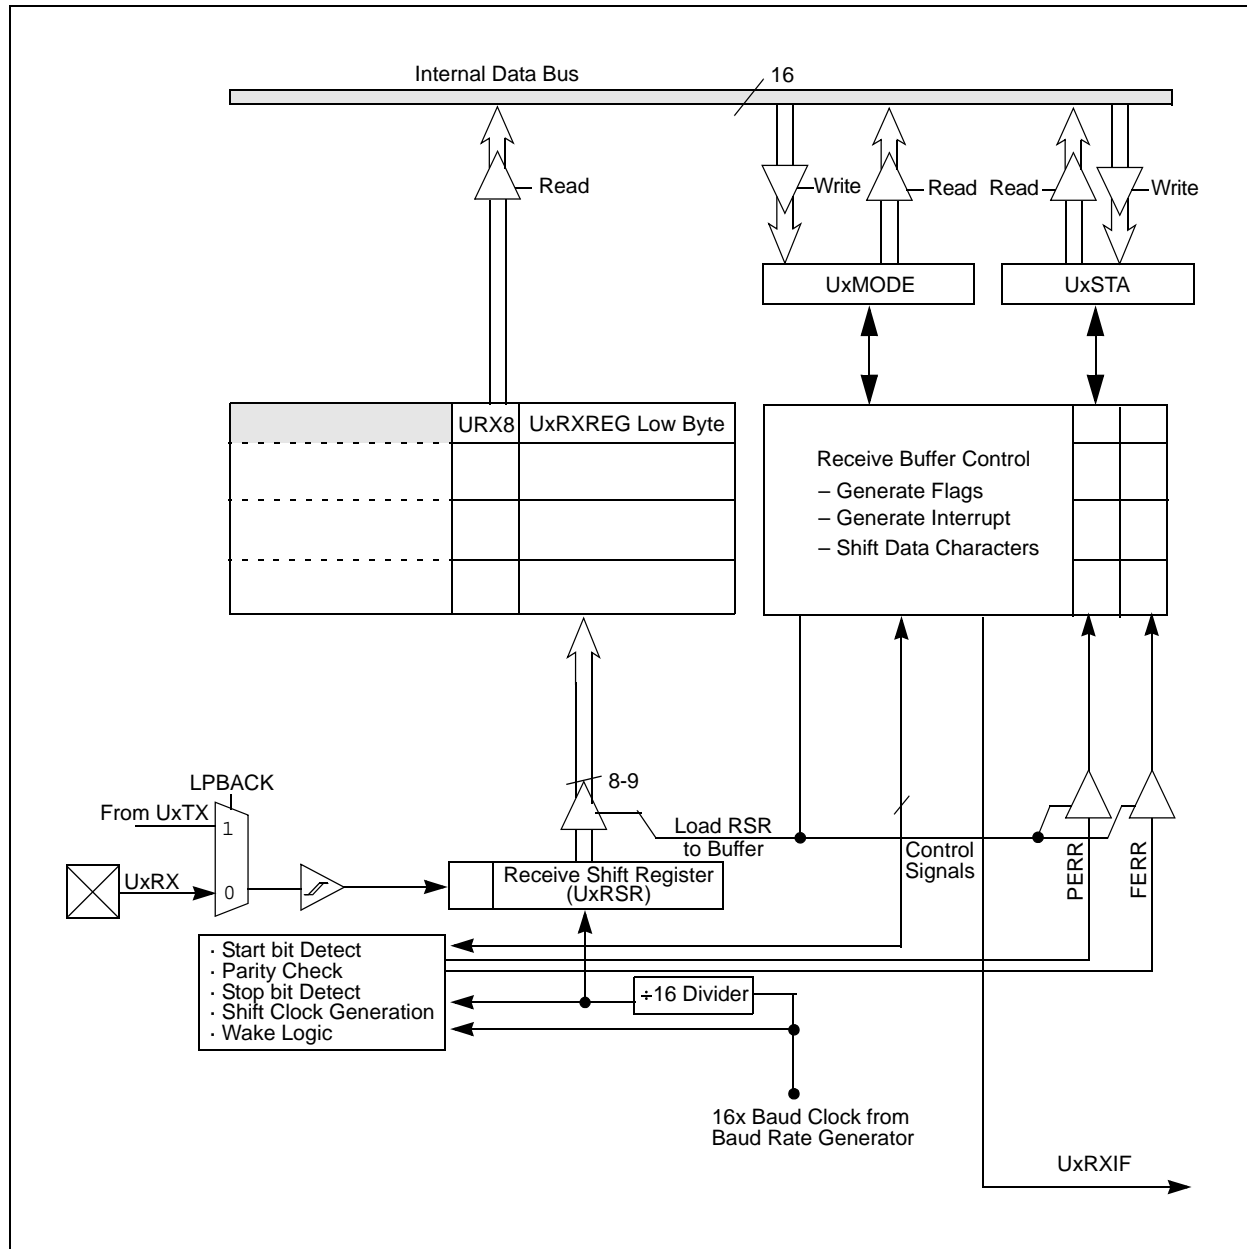 Internal Data Bus
16
Read
Write
Read
Read
Write
UxMODE
UxSTA
URX8
UxRXREG Low Byte
Receive Buffer Control
– Generate Flags
– Generate Interrupt
– Shift Data Characters
LPBACK
From UxTX
1
UxRX
0
8-9
Load RSR
to Buffer
Control
Signals
PERR
FERR
Receive Shift Register
(UxRSR)
· Start bit Detect
· Parity Check
· Stop bit Detect
· Shift Clock Generation
· Wake Logic
÷16 Divider
16x Baud Clock from
Baud Rate Generator
UxRXIF